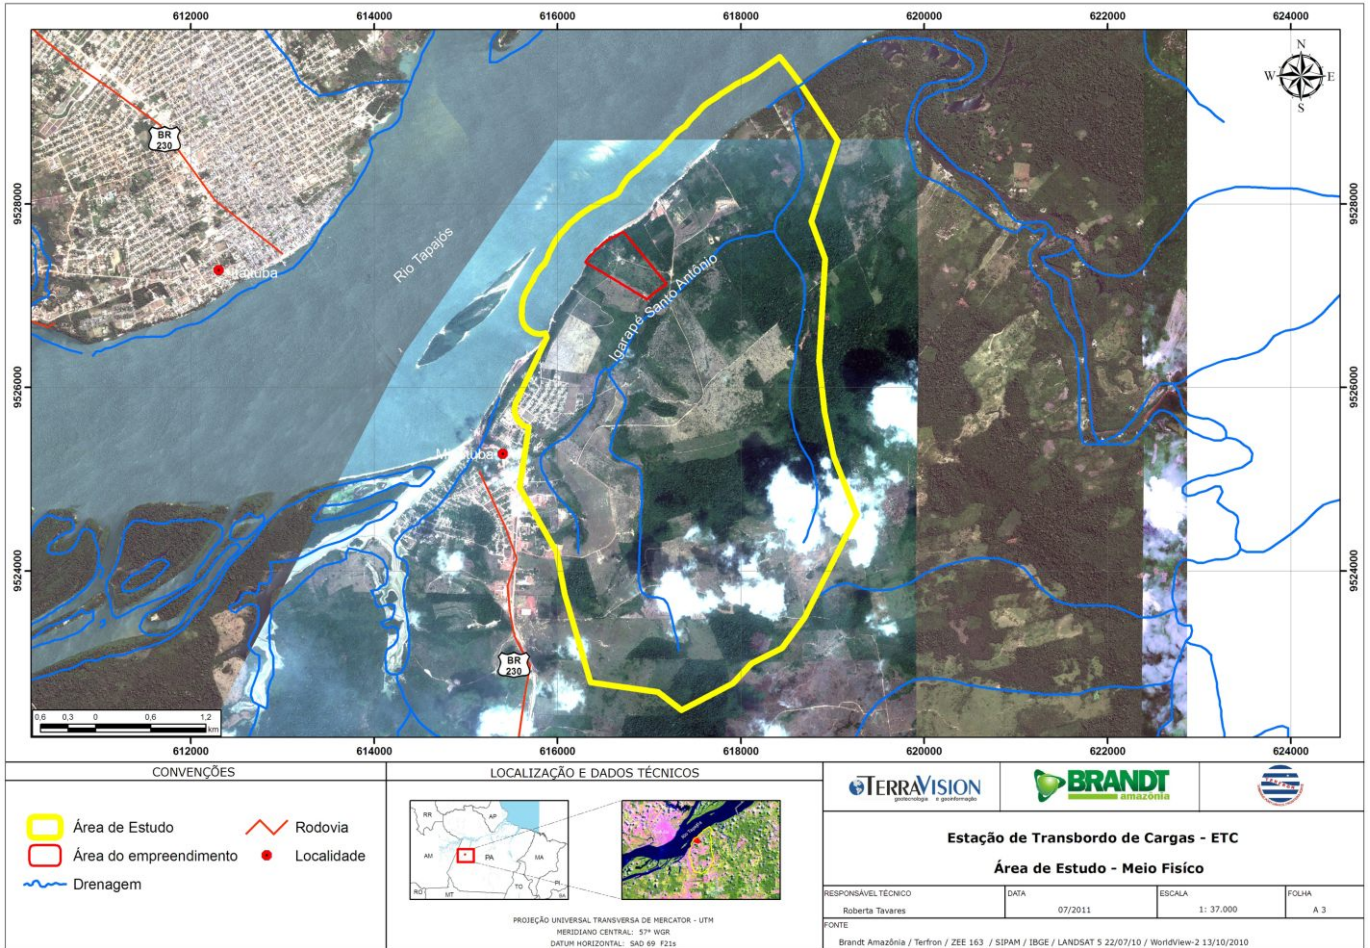 612000 614000 616000 618000 620000 622000 624000
N
W E
S
BR
230
9528000 9528000
Rio Tapajós
Itaituba
Igarapé Santo Antônio
9526000 9526000
9524000 9524000
BR
230
0,6 0,3 0 0,6 1,2
km
612000 614000 616000 618000 620000 622000 624000
CONVENÇÕES
Área de Estudo
Rodovia
Área do empreendimento
Localidade
Drenagem
LOCALIZAÇÃO E DADOS TÉCNICOS
RR AP
AM PA MA
RO MT TO PI
BA
Rio Tapajós
PROJEÇÃO UNIVERSAL TRANSVERSA DE MERCATOR - UTM
MERIDIANO CENTRAL: 57º WGR
DATUM HORIZONTAL: SAD 69 F21s
TERRAVISION
geotecnologia e geoinformação
BRANDT
amazônia
Estação de Transbordo de Cargas - ETC
Área de Estudo - Meio Fisíco
RESPONSÁVEL TÉCNICO
Roberta Tavares
DATA
07/2011
ESCALA
1: 37.000
FOLHA
A 3
FONTE
Brandt Amazônia / Terfron / ZEE 163 / SIPAM / IBGE / LANDSAT 5 22/07/10 / WorldView-2 13/10/2010